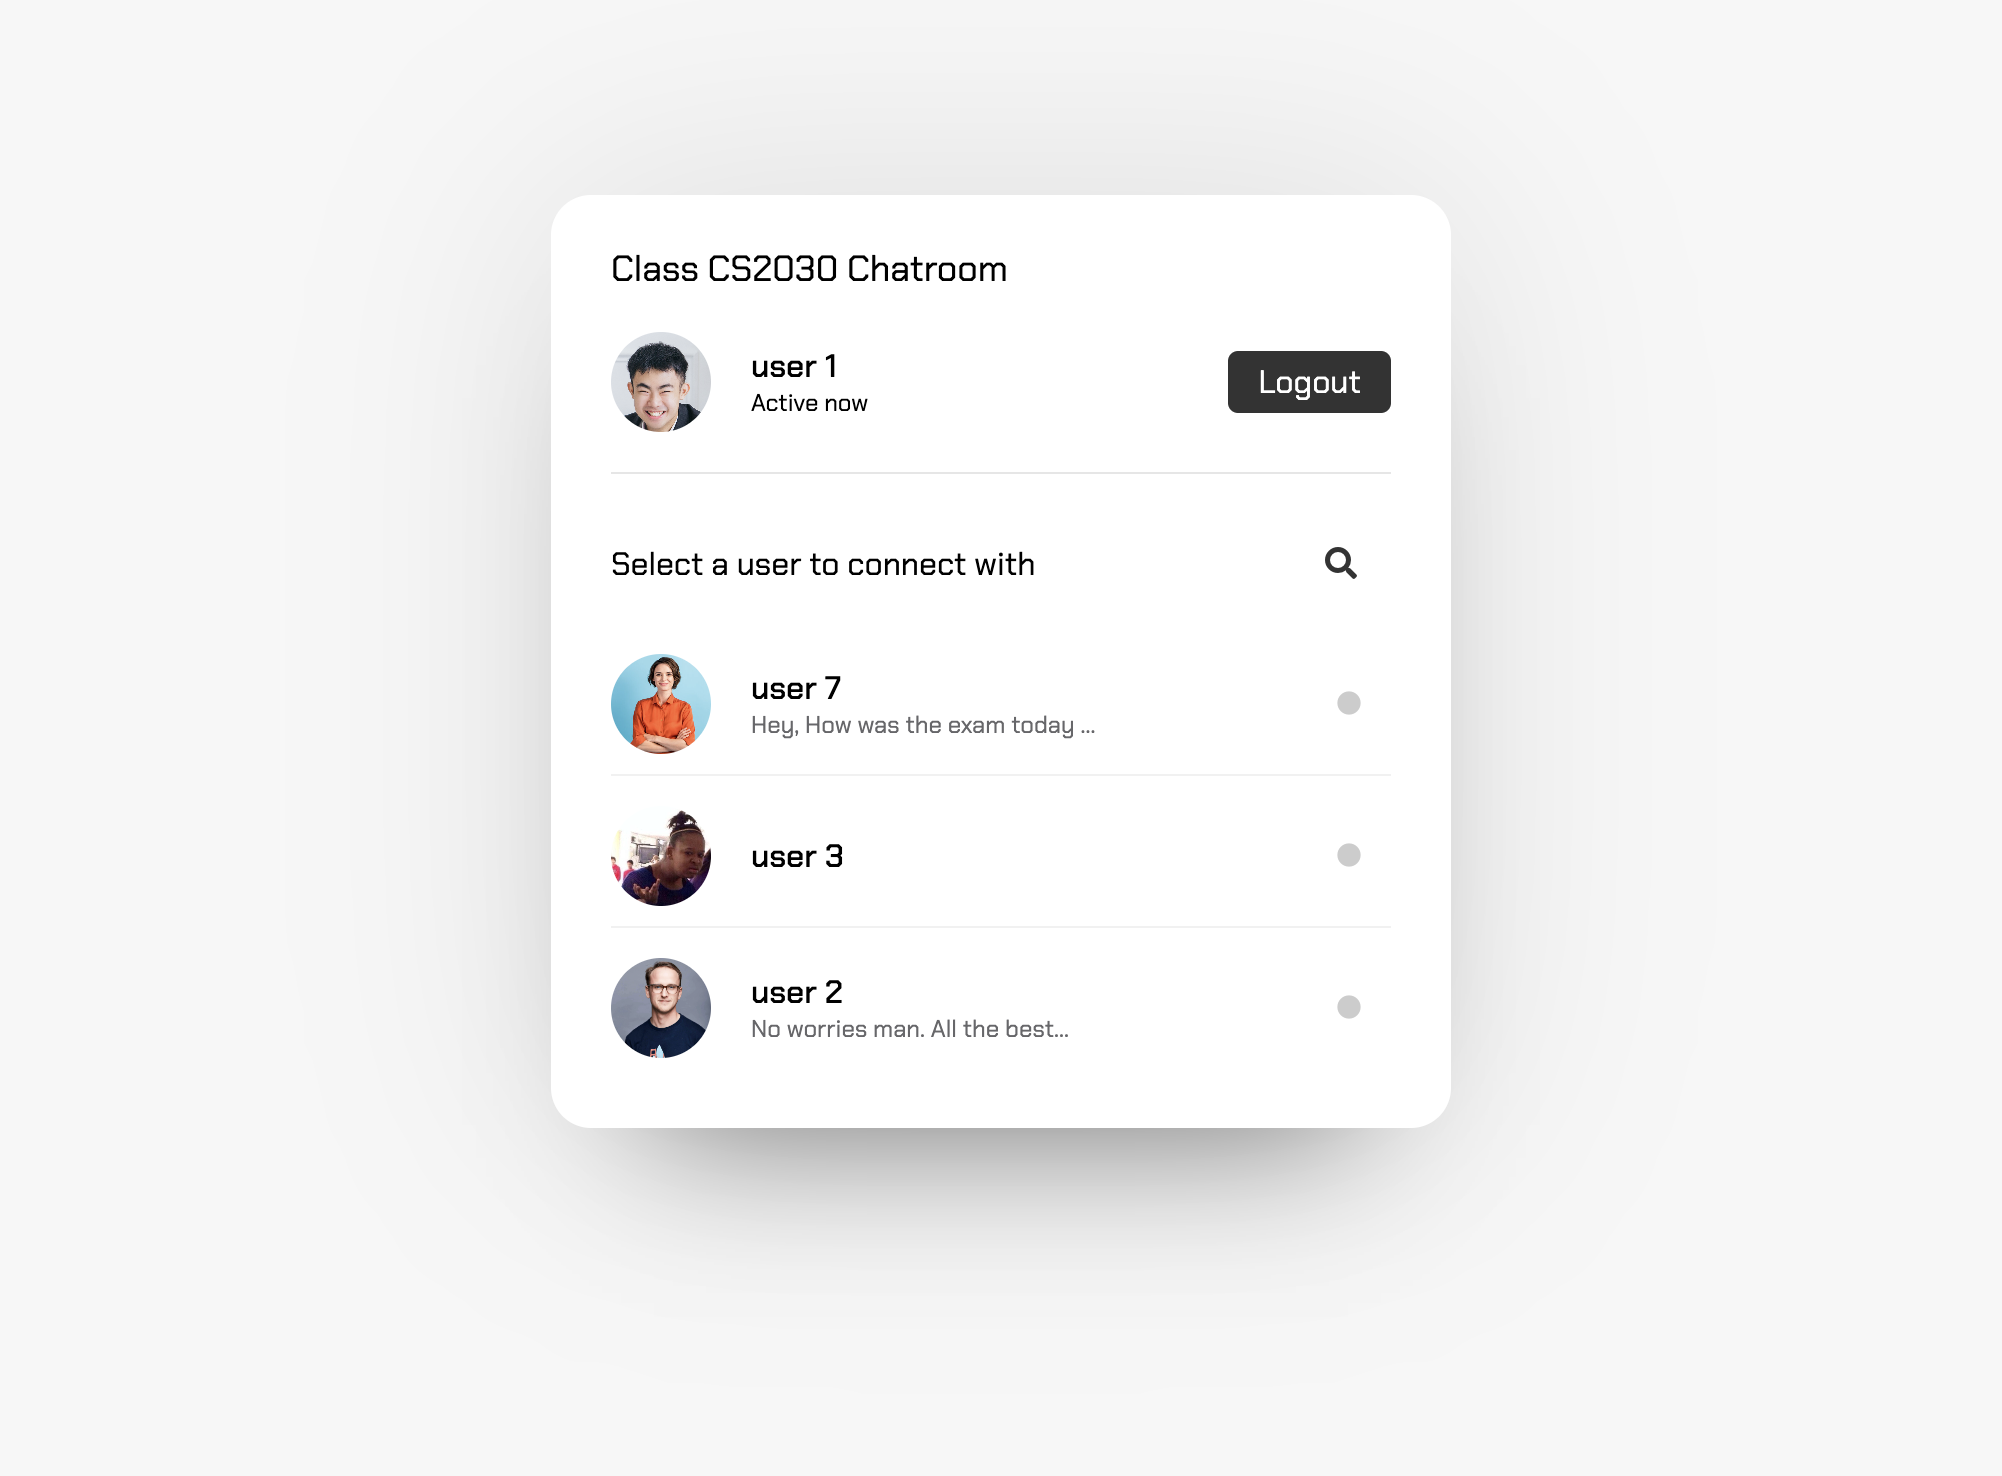 Class CS2030 Chatroom
user 1
Active now
Logout
Select a user to connect with
user 7
Hey, How was the exam today ...
user 3
user 2
No worries man. All the best...